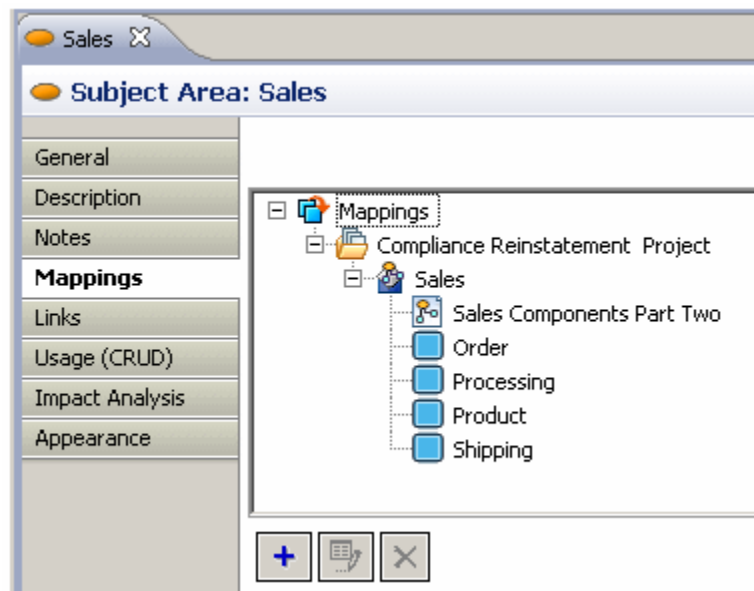 Sales
Subject Area: Sales
General
Description
Notes
Mappings
Links
Usage (CRUD)
Impact Analysis
Appearance
Mappings
Compliance Reinstatement Project
Sales
Sales Components Part Two
Order
Processing
Product
Shipping